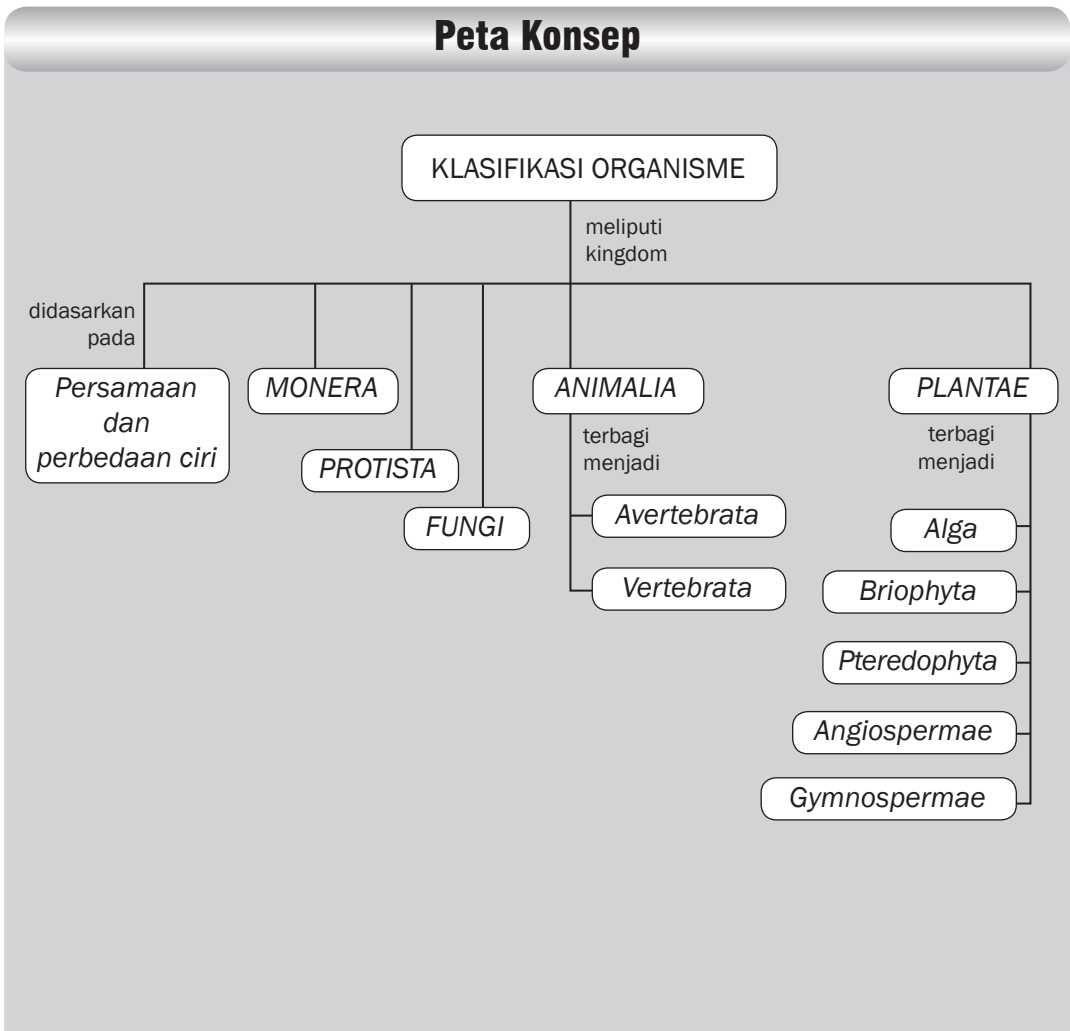 Peta Konsep
KLASIFIKASI ORGANISME
meliputi
kingdom
didasarkan
pada
Persamaan
dan
perbedaan ciri
MONERA
PROTISTA
FUNGI
ANIMALIA
terbagi
menjadi
Avertebrata
Vertebrata
PLANTAE
terbagi
menjadi
Alga
Briophyta
Pteredophyta
Angiospermae
Gymnospermae